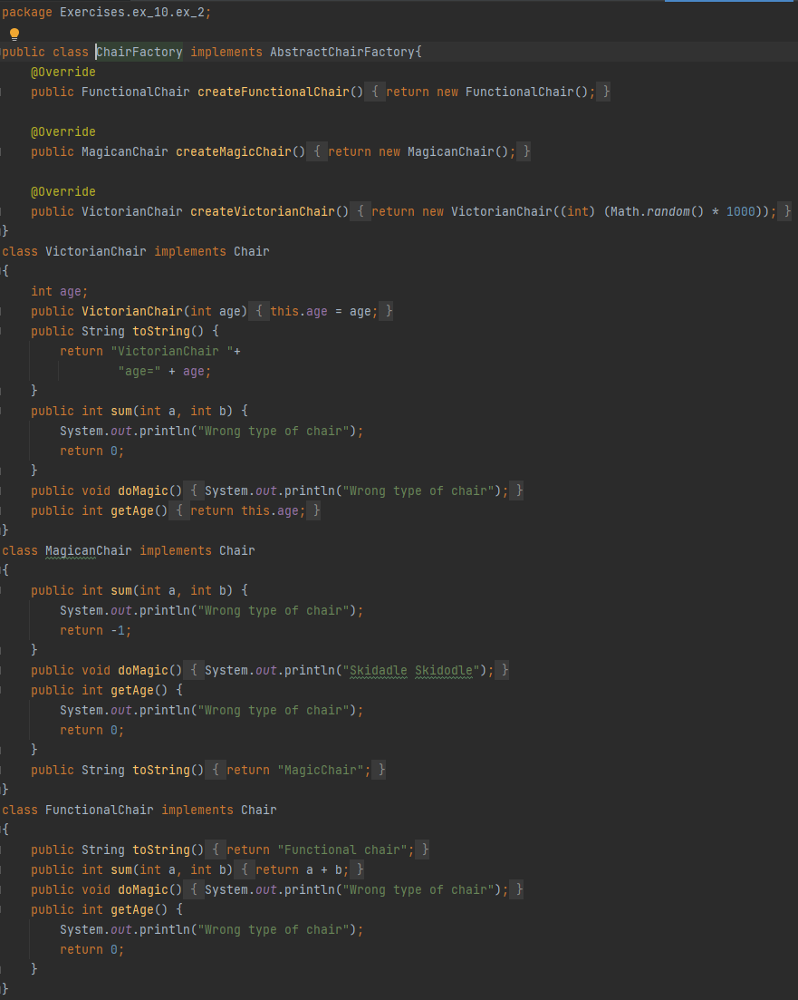 package Exercises.ex_10.ex_2;
public class ChairFactory implements AbstractChairFactory{
    @Override
    public FunctionalChair createFunctionalChair() { return new FunctionalChair(); }
    @Override
    public MagicanChair createMagicChair() { return new MagicanChair(); }
    @Override
    public VictorianChair createVictorianChair() { return new VictorianChair((int) (Math.random() * 1000)); }
}
class VictorianChair implements Chair
{
    int age;
    public VictorianChair(int age) { this.age = age; }
    public String toString() {
        return "VictorianChair "+
                "age=" + age;
    }
    public int sum(int a, int b) {
        System.out.println("Wrong type of chair");
        return 0;
    }
    public void doMagic() { System.out.println("Wrong type of chair"); }
    public int getAge() { return this.age; }
}
class MagicanChair implements Chair
{
    public int sum(int a, int b) {
        System.out.println("Wrong type of chair");
        return -1;
    }
    public void doMagic() { System.out.println("Skidadle Skidodle"); }
    public int getAge() {
        System.out.println("Wrong type of chair");
        return 0;
    }
    public String toString() { return "MagicChair"; }
}
class FunctionalChair implements Chair
{
    public String toString() { return "Functional chair"; }
    public int sum(int a, int b) { return a + b; }
    public void doMagic() { System.out.println("Wrong type of chair"); }
    public int getAge() {
        System.out.println("Wrong type of chair");
        return 0;
    }
}